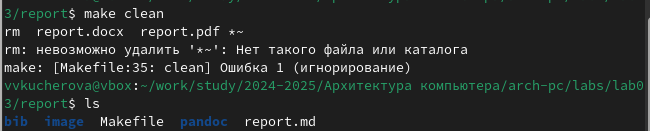 3/report$ make clean
rm  report.docx  report.pdf *~
rm: невозможно удалить '*~': Нет такого файла или каталога
make: [Makefile:35: clean] Ошибка 1 (игнорирование)
vvkucherova@vbox:~/work/study/2024-2025/Архитектура компьютера/arch-pc/labs/lab0
3/report$ ls
bib  image  Makefile  pandoc  report.md